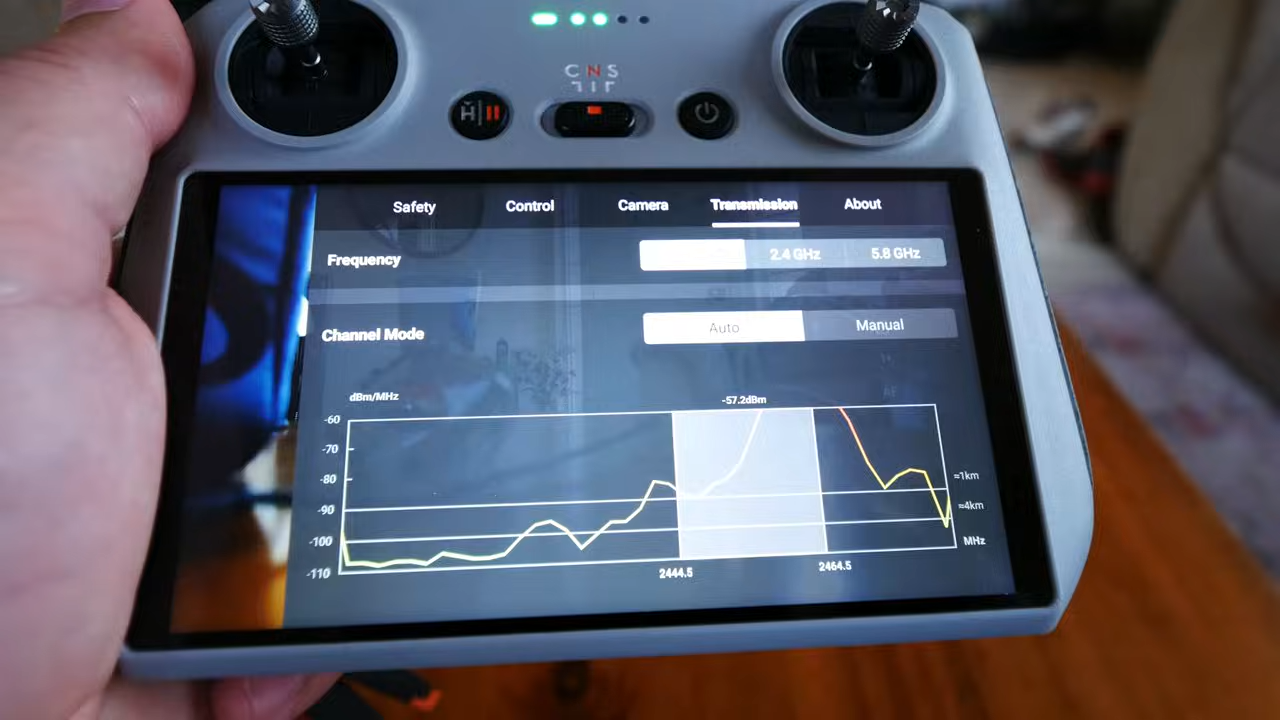 C N S
Safety Control Camera Transmission About
Frequency 2.4 GHz 5.8 GHz
Channel Mode Auto Manual
dBm/MHz -57.2dBm
-60
-70
-80 ≈1km
-90 ≈4km
-100 MHz
-110
2444.5 2464.5